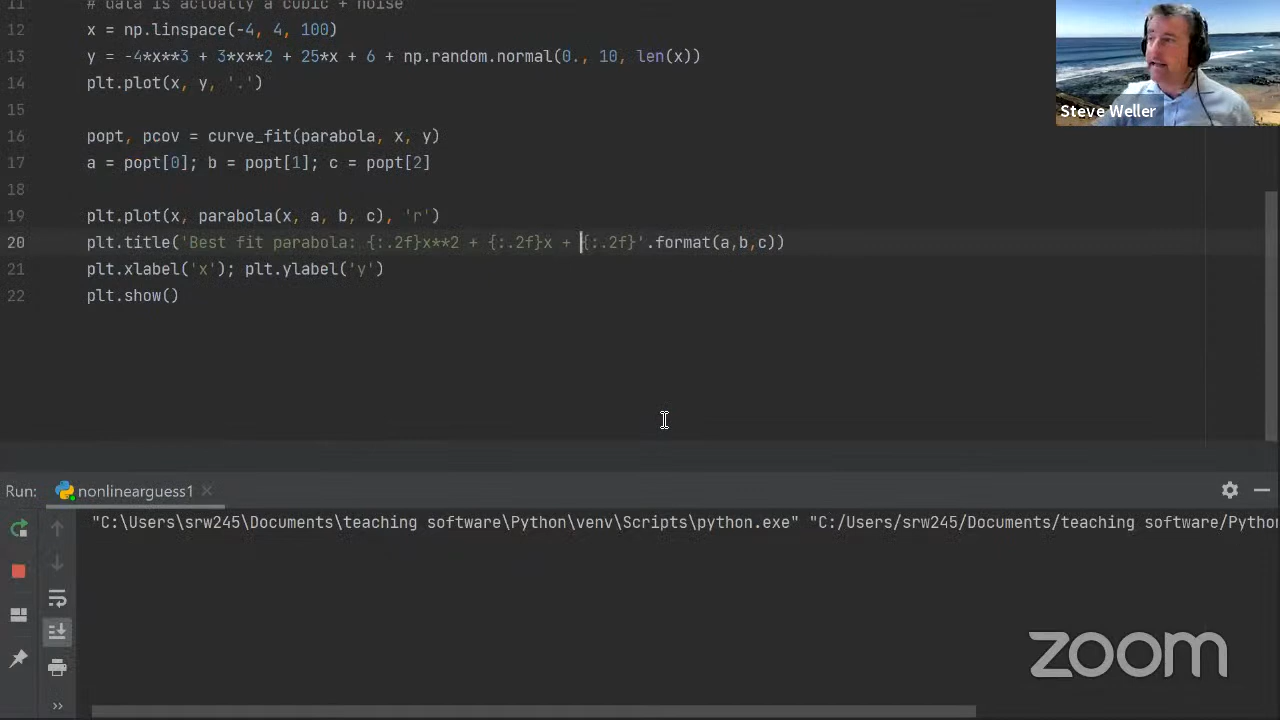 11 # data is actually a cubic + noise
12 x = np.linspace(-4, 4, 100)
13 y = -4*x**3 + 3*x**2 + 25*x + 6 + np.random.normal(0., 10, len(x))
14 plt.plot(x, y, '.')
15
16 popt, pcov = curve_fit(parabola, x, y)
17 a = popt[0]; b = popt[1]; c = popt[2]
18
19 plt.plot(x, parabola(x, a, b, c), 'r')
20 plt.title('Best fit parabola: {:.2f}x**2 + {:.2f}x + {:.2f}'.format(a,b,c))
21 plt.xlabel('x'); plt.ylabel('y')
22 plt.show()
Steve Weller
Run: nonlinearguess1
"C:\Users\srw245\Documents\teaching software\Python\venv\Scripts\python.exe" "C:/Users/srw245/Documents/teaching software/Pytho
zoom